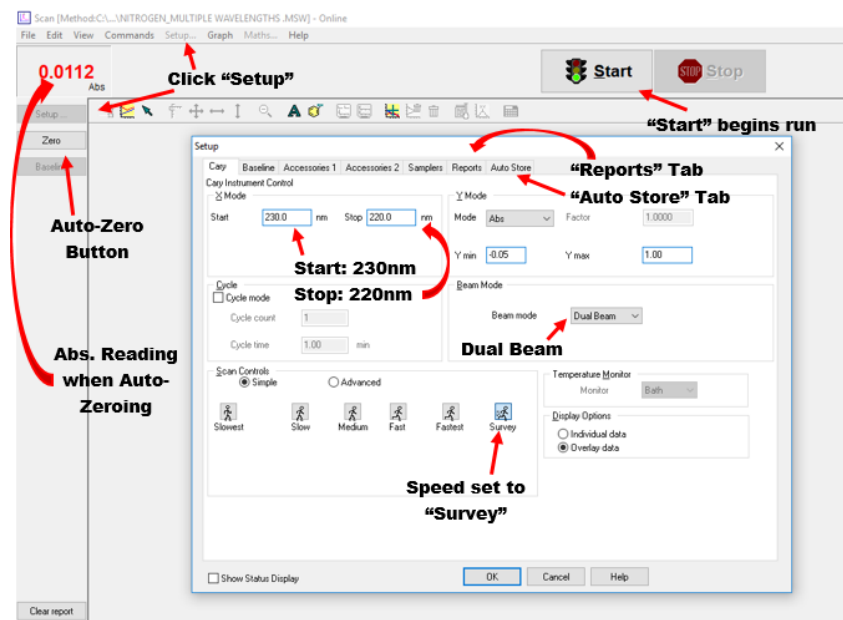 Scan [Method:C:\...\NITROGEN_MULTIPLE WAVELENGTHS .MSW] - Online
File Edit View Commands Setup... Graph Maths... Help
0.0112
Abs
Click “Setup”
Start
STOP Stop
Setup ...
“Start” begins run
Zero
Baseline
Auto-Zero
Button
Abs. Reading
when Auto-
Zeroing
Clear report
Setup
Cary Baseline Accessories 1 Accessories 2 Samplers Reports Auto Store
“Reports” Tab
“Auto Store” Tab
Cary Instrument Control
X Mode
Start 230.0 nm Stop 220.0 nm
Start: 230nm
Stop: 220nm
Y Mode
Mode Abs Factor 1.0000
Y min -0.05 Y max 1.00
Cycle
Cycle mode
Cycle count 1
Cycle time 1.00 min
Beam Mode
Beam mode Dual Beam
Dual Beam
Scan Controls
Simple Advanced
Slowest Slow Medium Fast Fastest Survey
Speed set to
“Survey”
Temperature Monitor
Monitor Bath
Display Options
Individual data
Overlay data
Show Status Display
OK Cancel Help